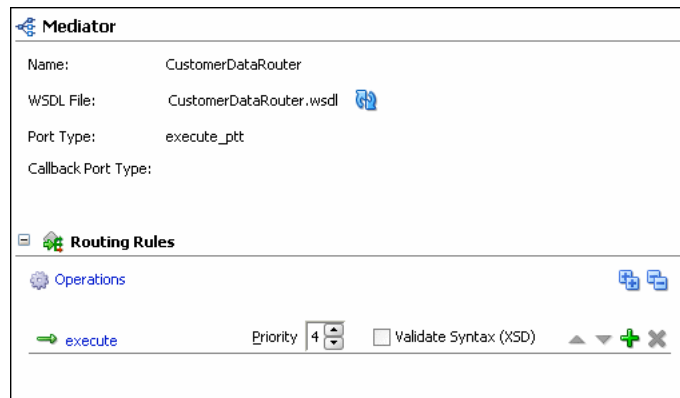 Mediator
Name: CustomerDataRouter
WSDL File: CustomerDataRouter.wsdl
Port Type: execute_ptt
Callback Port Type:
Routing Rules
Operations
execute Priority 4 Validate Syntax (XSD)